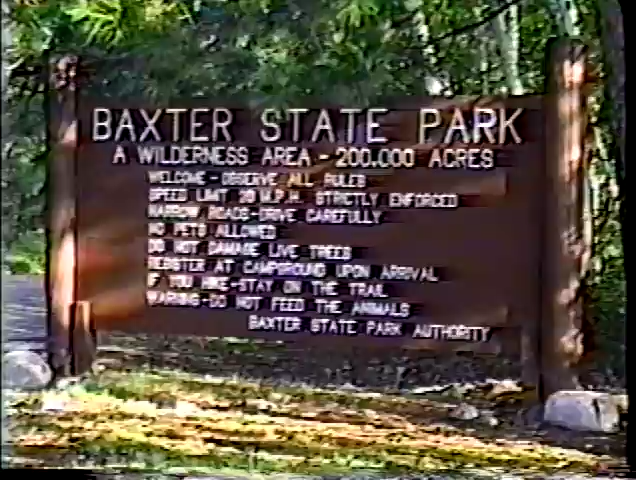 BAXTER STATE PARK
A WILDERNESS AREA - 200,000 ACRES
WELCOME - OBSERVE ALL RULES
SPEED LIMIT 20 M.P.H. STRICTLY ENFORCED
NARROW ROADS-DRIVE CAREFULLY
NO PETS ALLOWED
DO NOT DAMAGE LIVE TREES
REGISTER AT CAMPGROUND UPON ARRIVAL
IF YOU HIKE-STAY ON THE TRAIL
WARNING-DO NOT FEED THE ANIMALS
BAXTER STATE PARK AUTHORITY